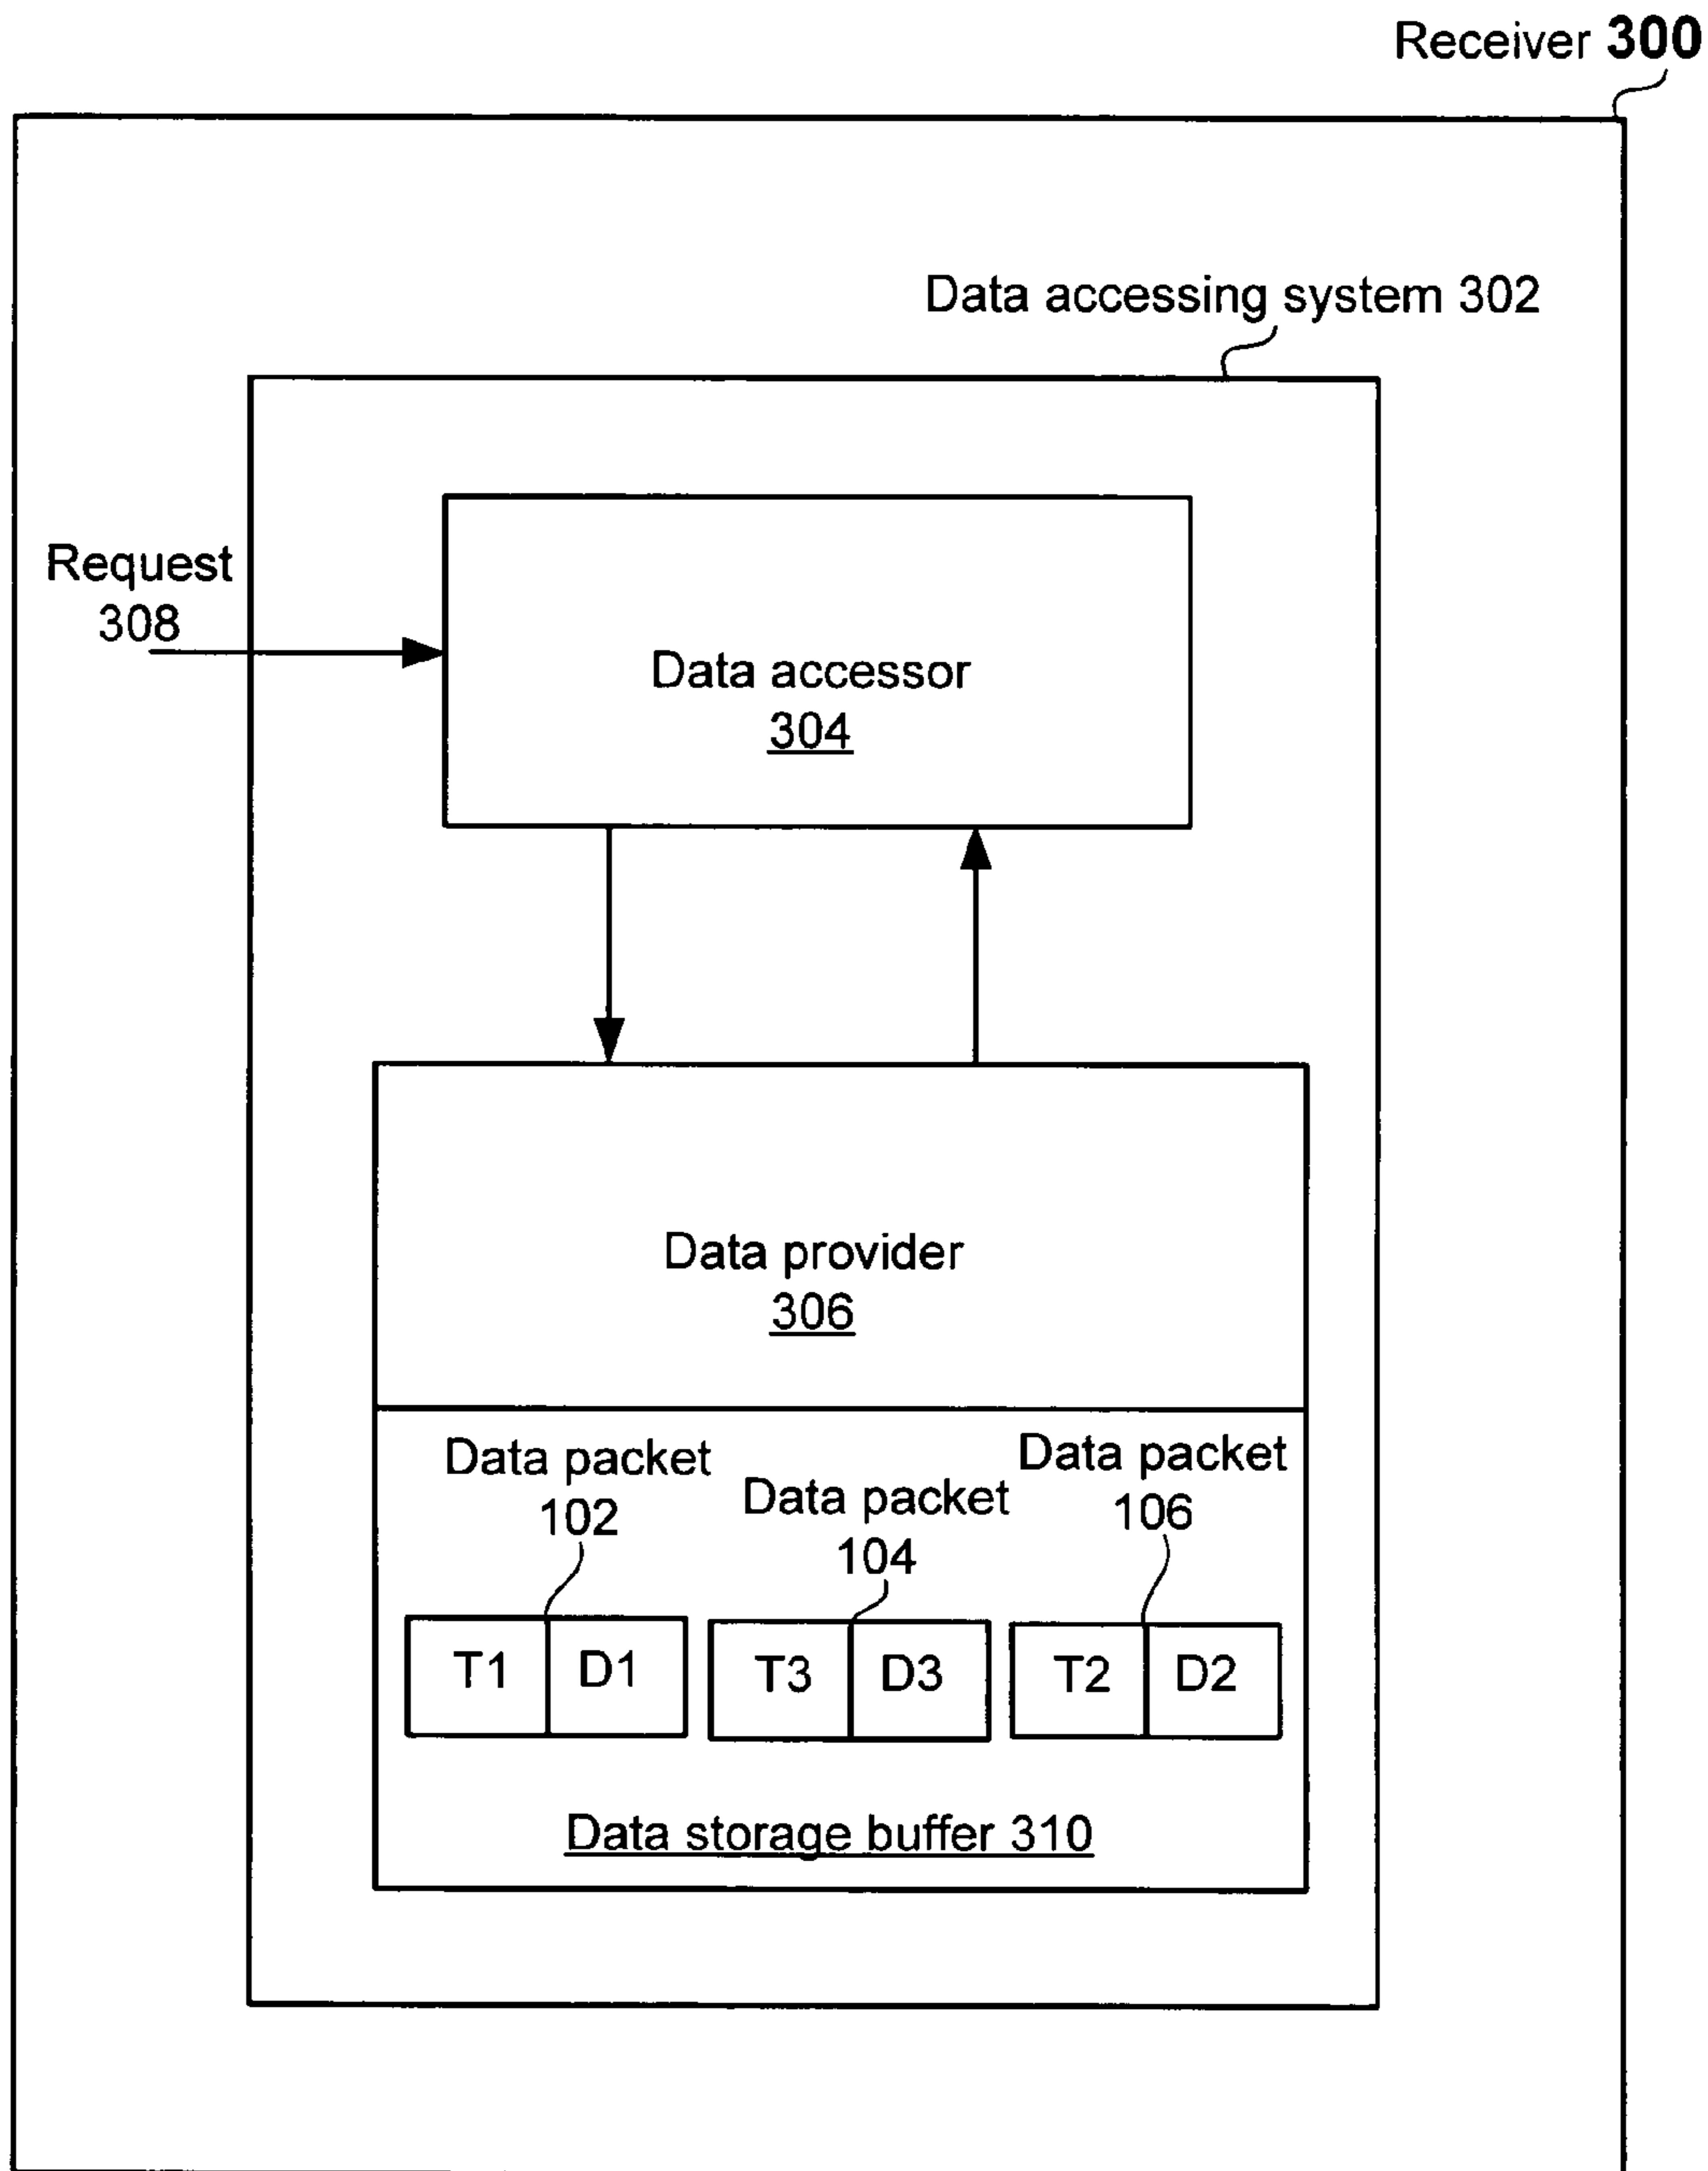 Receiver 300
Data accessing system 302
Request
308
Data accessor
304
Data provider
306
Data packet
102
Data packet
104
Data packet
106
T1 D1
T3 D3
T2 D2
Data storage buffer 310